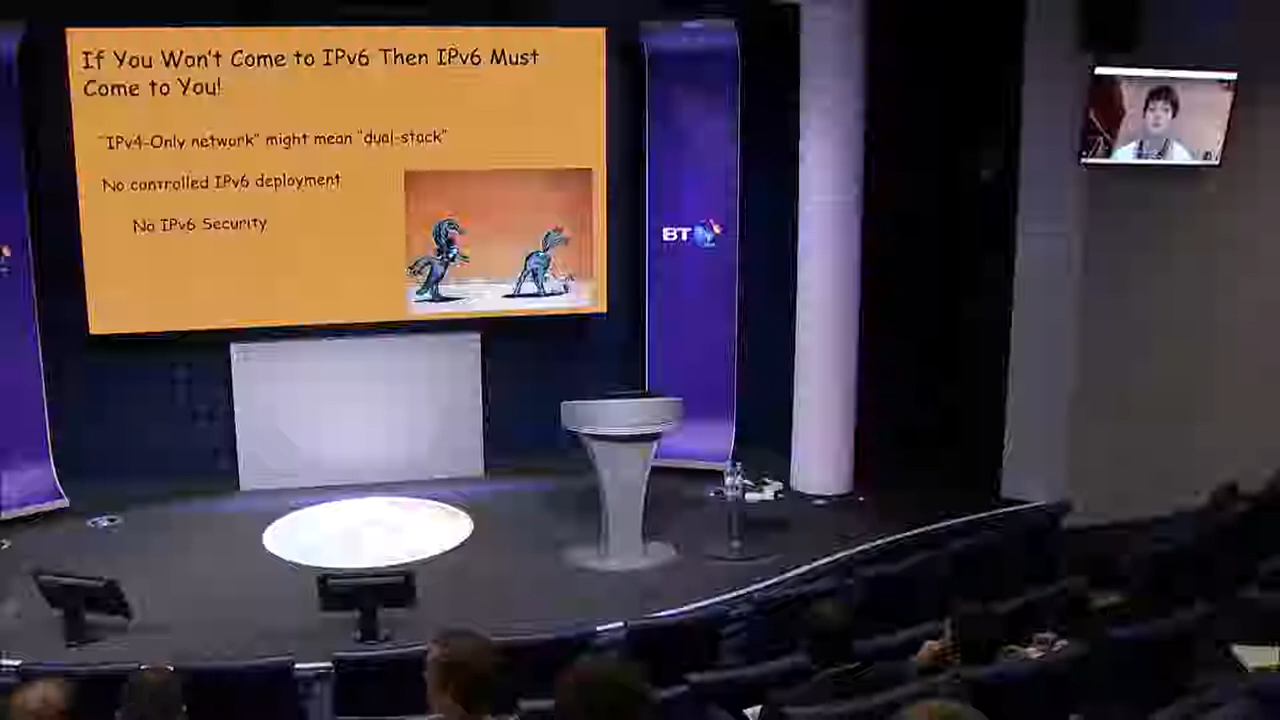 If You Won't Come to IPv6 Then IPv6 Must
Come to You!
"IPv4-Only network" might mean "dual-stack"
No controlled IPv6 deployment
No IPv6 Security
BT